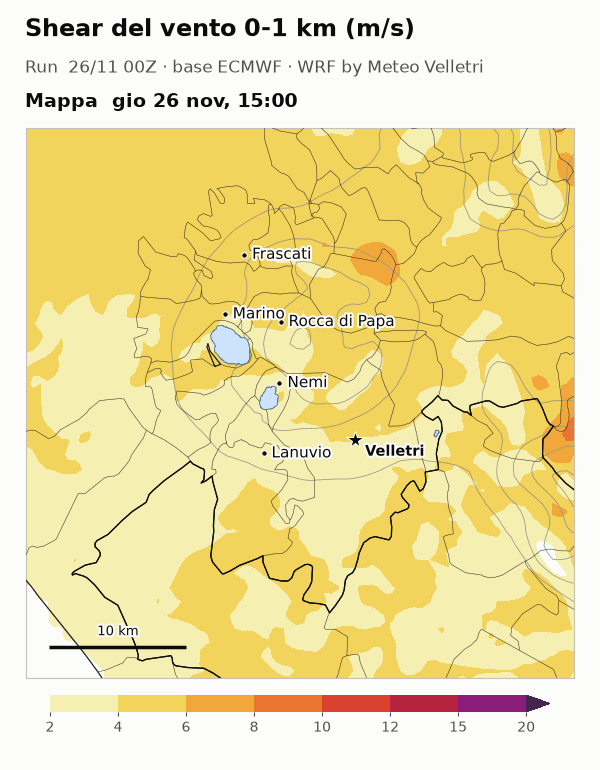 Shear del vento 0-1 km (m/s)
Run 26/11 00Z · base ECMWF · WRF by Meteo Velletri
Mappa gio 26 nov, 15:00
Frascati
Marino
Rocca di Papa
Nemi
Velletri
Lanuvio
10 km
2 4 6 8 10 12 15 20